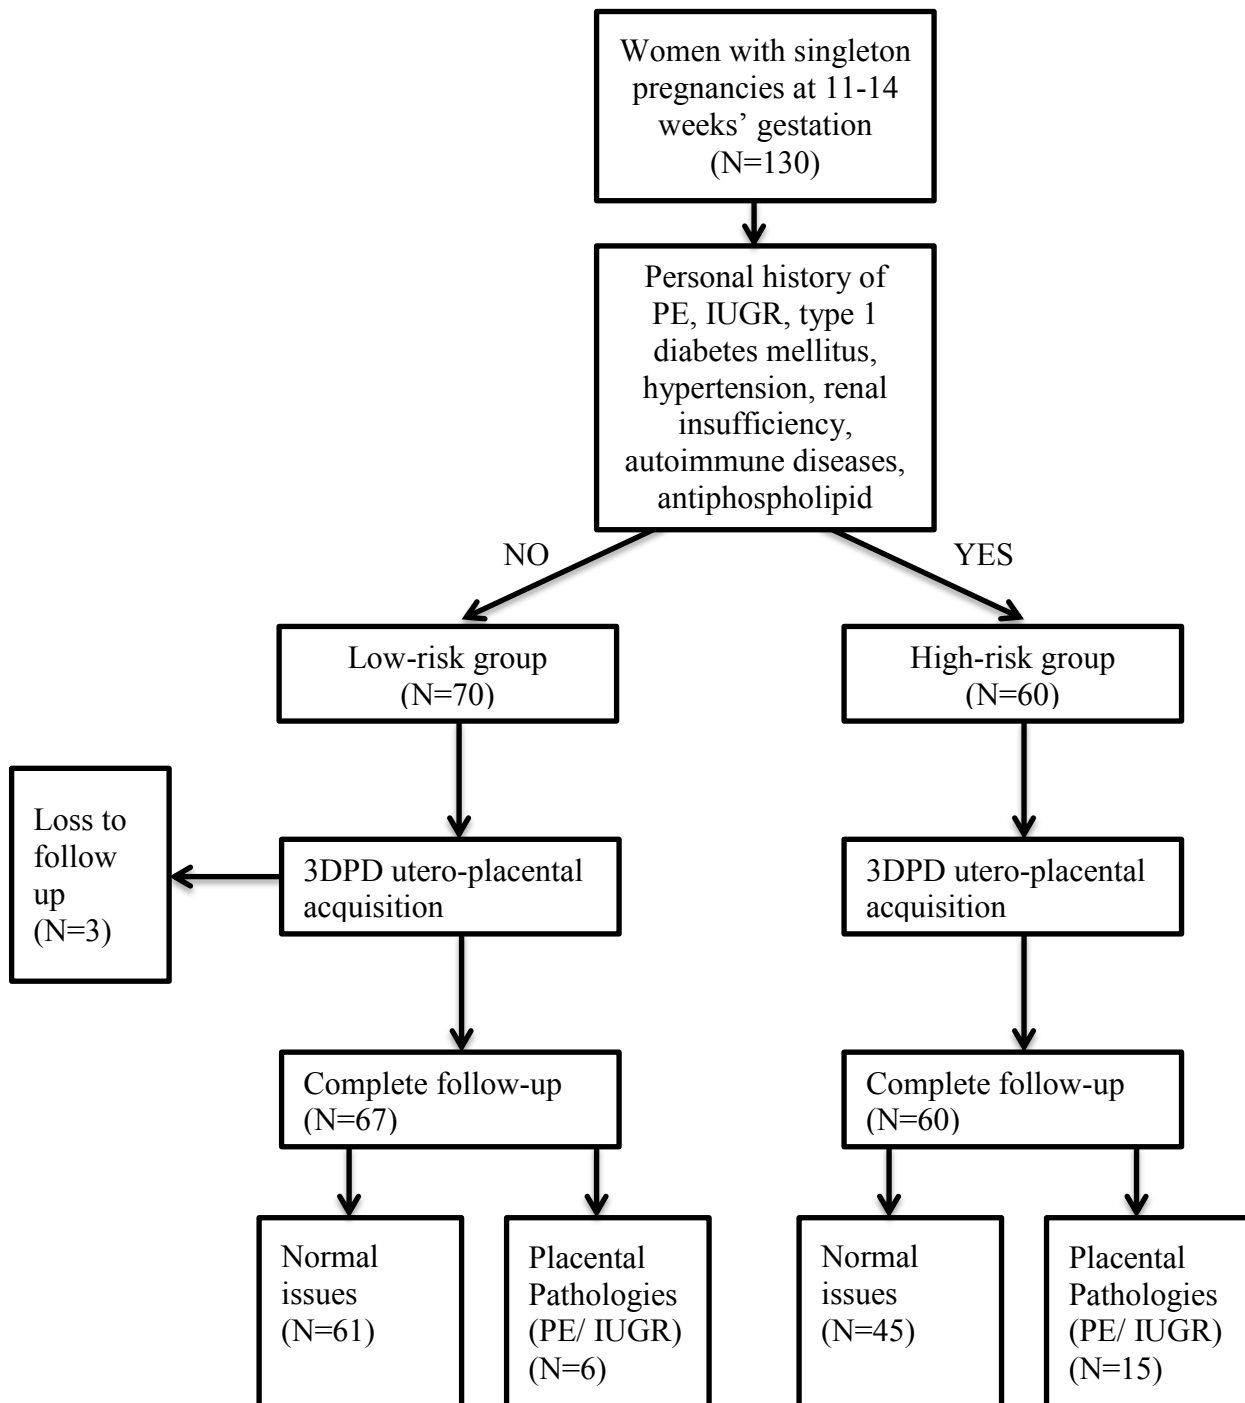 Women with singleton
pregnancies at 11-14
weeks’ gestation
(N=130)
Personal history of
PE, IUGR, type 1
diabetes mellitus,
hypertension, renal
insufficiency,
autoimmune diseases,
antiphospholipid
NO
YES
Low-risk group
(N=70)
High-risk group
(N=60)
Loss to
follow
up
(N=3)
3DPD utero-placental
acquisition
3DPD utero-placental
acquisition
Complete follow-up
(N=67)
Complete follow-up
(N=60)
Normal
issues
(N=61)
Placental
Pathologies
(PE/ IUGR)
(N=6)
Normal
issues
(N=45)
Placental
Pathologies
(PE/ IUGR)
(N=15)